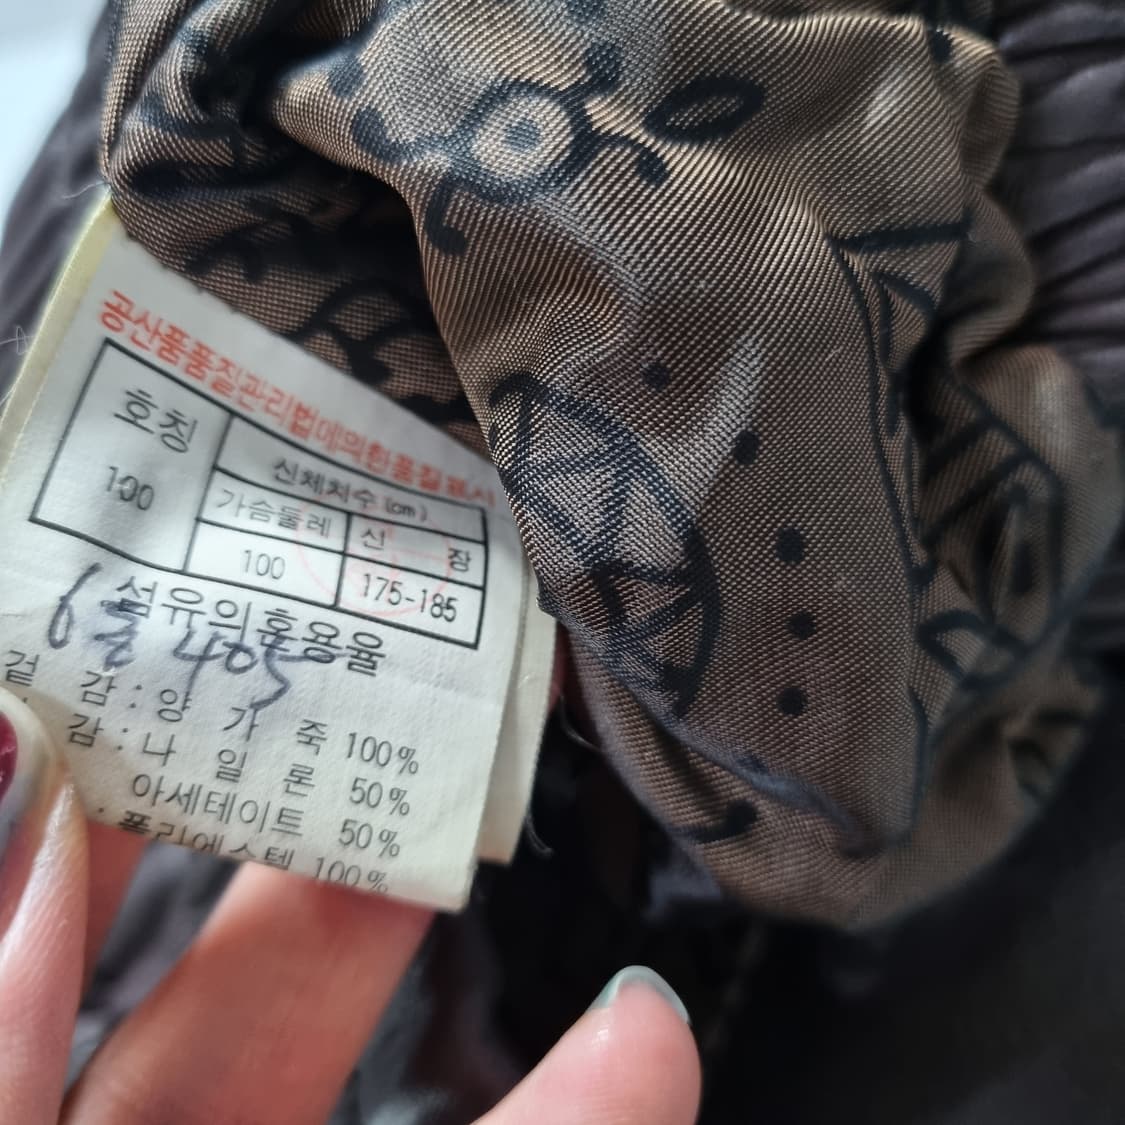 공산품품질관리법에의한품질표시
호칭 신체치수 (cm)
가슴둘레 신 장
100 100 175-185
섬유의혼용율
405
겉 감 : 양 가 죽 100%
감 : 나 일 론 50%
아세테이트 50%
폴리에스텔 100%